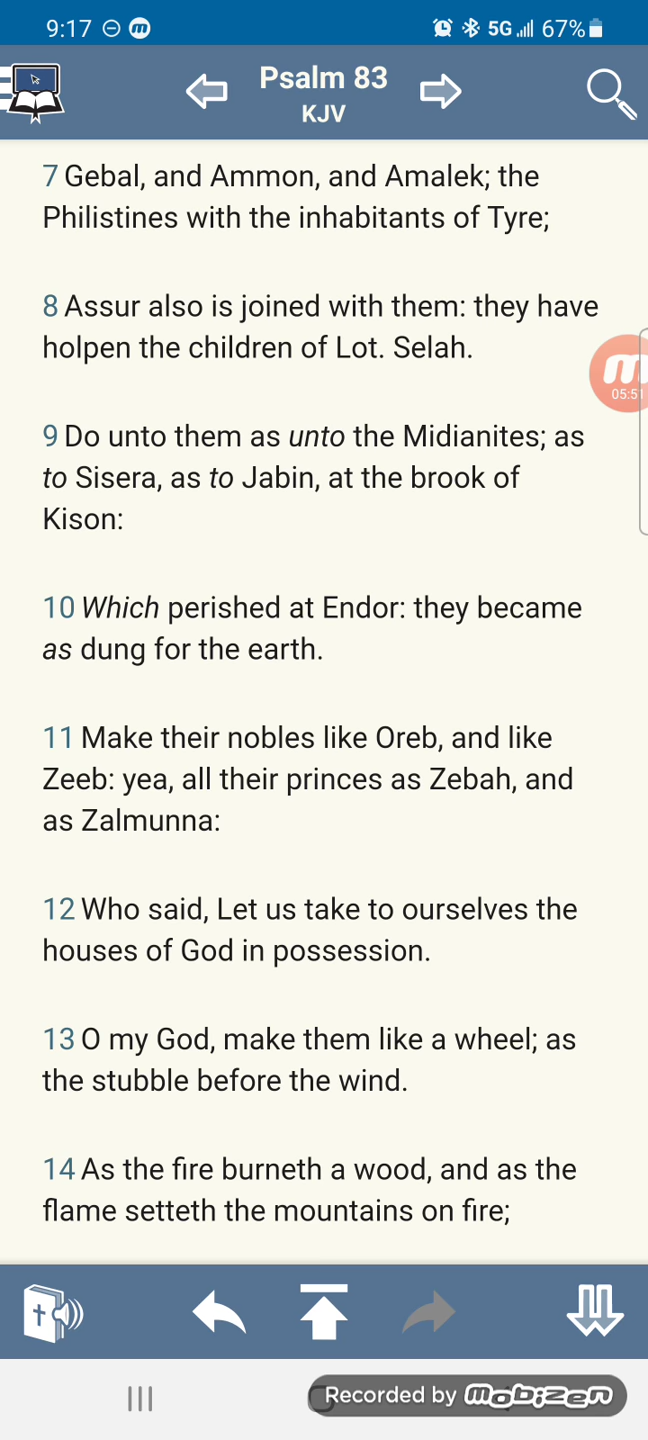 9:17 5G 67%
Psalm 83
KJV
7 Gebal, and Ammon, and Amalek; the
Philistines with the inhabitants of Tyre;
8 Assur also is joined with them: they have
holpen the children of Lot. Selah.
05:51
9 Do unto them as unto the Midianites; as
to Sisera, as to Jabin, at the brook of
Kison:
10 Which perished at Endor: they became
as dung for the earth.
11 Make their nobles like Oreb, and like
Zeeb: yea, all their princes as Zebah, and
as Zalmunna:
12 Who said, Let us take to ourselves the
houses of God in possession.
13 O my God, make them like a wheel; as
the stubble before the wind.
14 As the fire burneth a wood, and as the
flame setteth the mountains on fire;
Recorded by mobizen